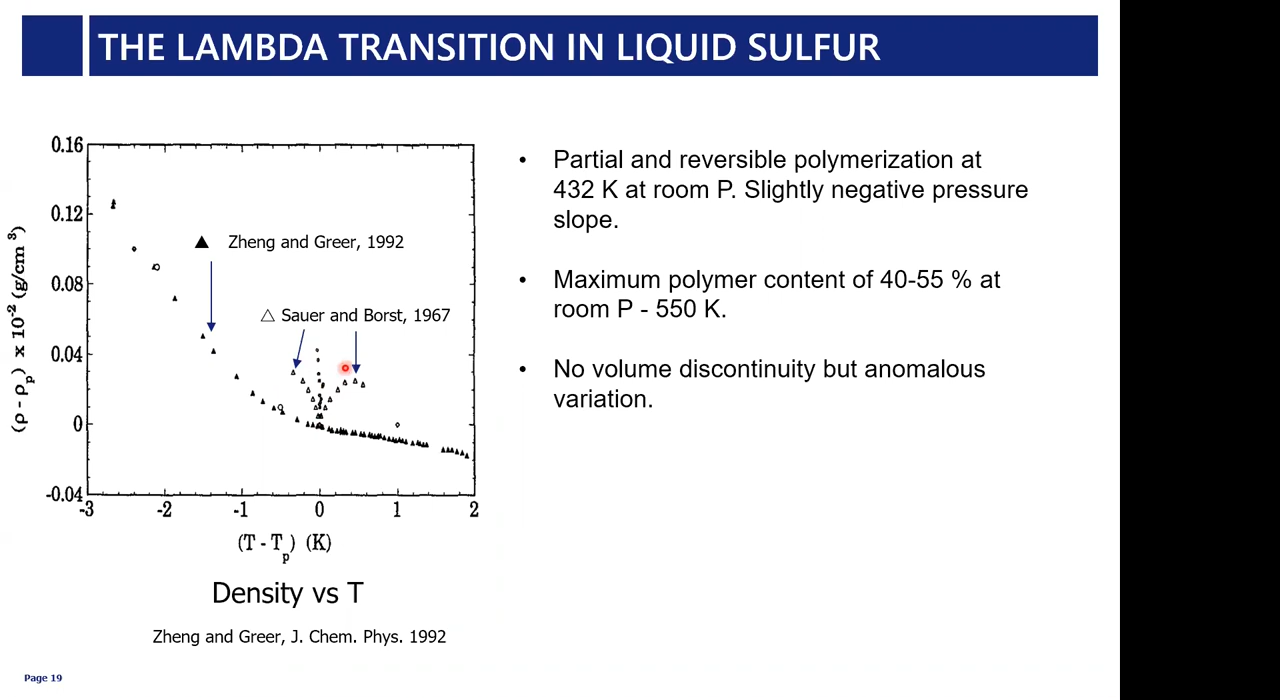 THE LAMBDA TRANSITION IN LIQUID SULFUR
0.16
0.12
0.08
0.04
0
-0.04
(ρ - ρp) x 10-2 (g/cm 3)
▲ Zheng and Greer, 1992
△ Sauer and Borst, 1967
-3 -2 -1 0 1 2
(T - Tp) (K)
Density vs T
Zheng and Greer, J. Chem. Phys. 1992
• Partial and reversible polymerization at
432 K at room P. Slightly negative pressure
slope.
• Maximum polymer content of 40-55 % at
room P - 550 K.
• No volume discontinuity but anomalous
variation.
Page 19